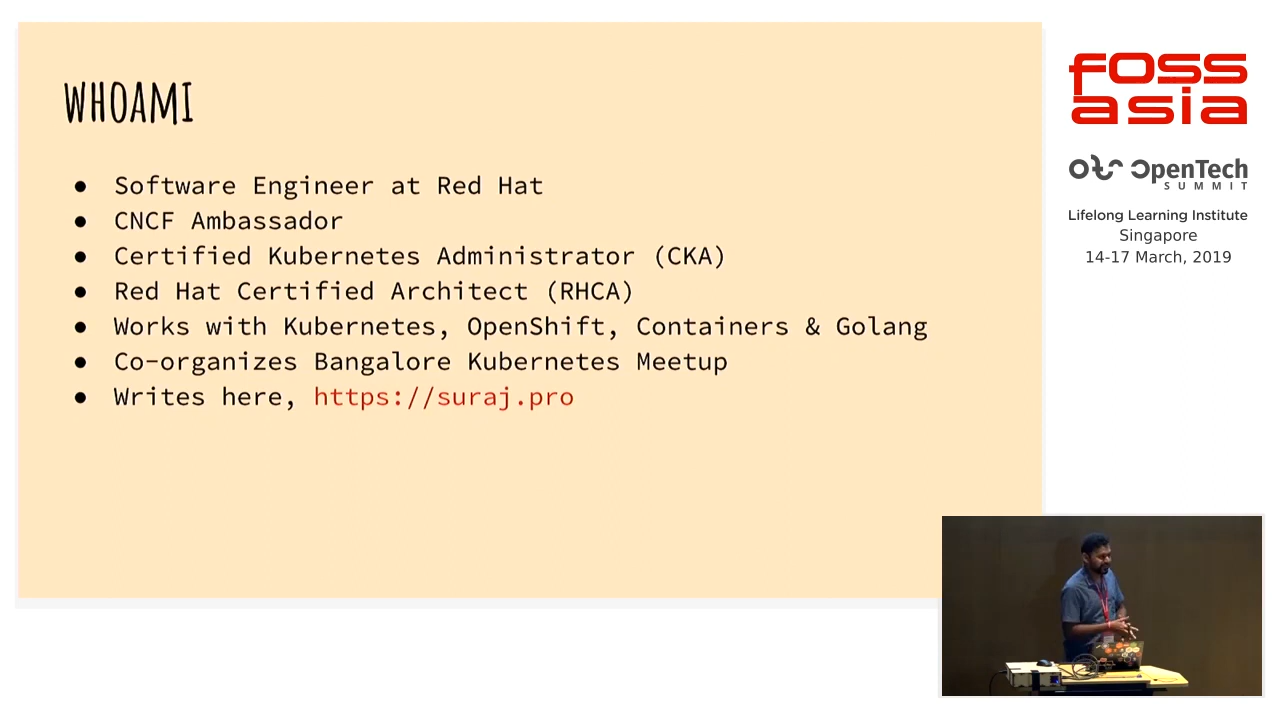 WHOAMI
● Software Engineer at Red Hat
● CNCF Ambassador
● Certified Kubernetes Administrator (CKA)
● Red Hat Certified Architect (RHCA)
● Works with Kubernetes, OpenShift, Containers & Golang
● Co-organizes Bangalore Kubernetes Meetup
● Writes here, https://suraj.pro
fOSS
asia
OpenTech
SUMMIT
Lifelong Learning Institute
Singapore
14-17 March, 2019